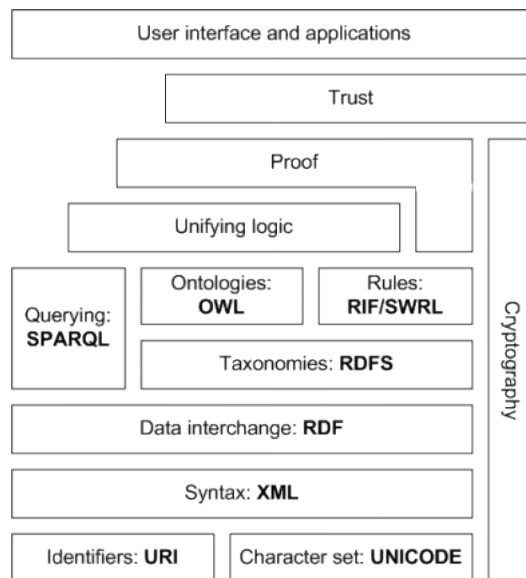 User interface and applications
Trust
Proof
Unifying logic
Querying:
SPARQL
Ontologies:
OWL
Rules:
RIF/SWRL
Taxonomies: RDFS
Cryptography
Data interchange: RDF
Syntax: XML
Identifiers: URI
Character set: UNICODE